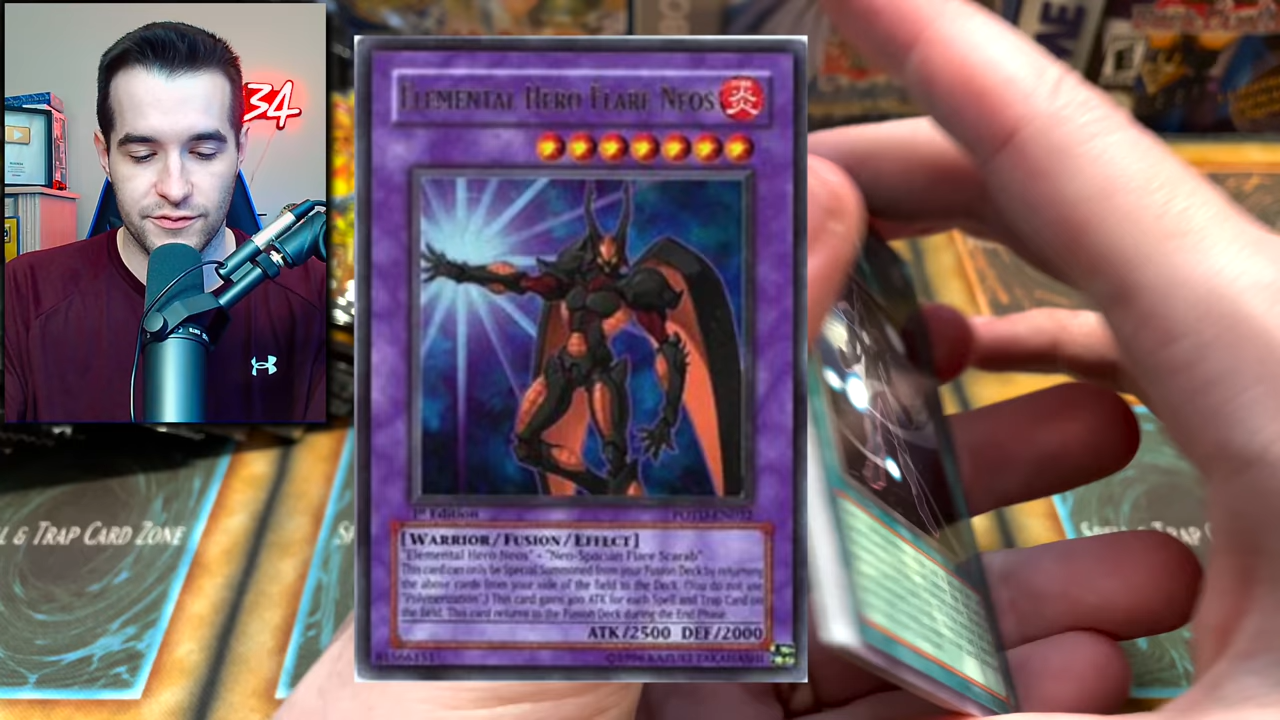 34
ELEMENTAL HERO FLARE NEOS 炎
1st Edition POTD-EN032
[WARRIOR/FUSION/EFFECT]
"Elemental Hero Neos" + "Neo-Spacian Flare Scarab"
This card can only be Special Summoned from your Fusion Deck by returning
the above cards from your side of the field to the Deck. (You do not use
"Polymerization".) This card gains 400 ATK for each Spell and Trap Card on
the field. This card returns to the Fusion Deck during the End Phase.
ATK/2500 DEF/2000
81566151 ©1996 KAZUKI TAKAHASHI
L & TRAP CARD ZONE